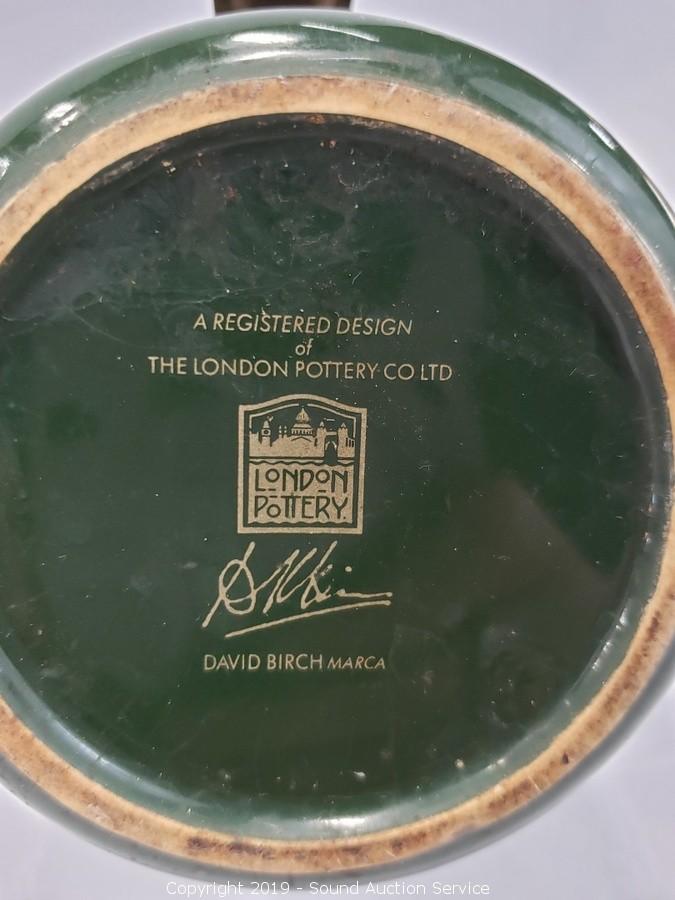 A REGISTERED DESIGN
of
THE LONDON POTTERY CO LTD
LONDON
POTTERY
DAVID BIRCH MARCA
Copyright 2019 - Sound Auction Service